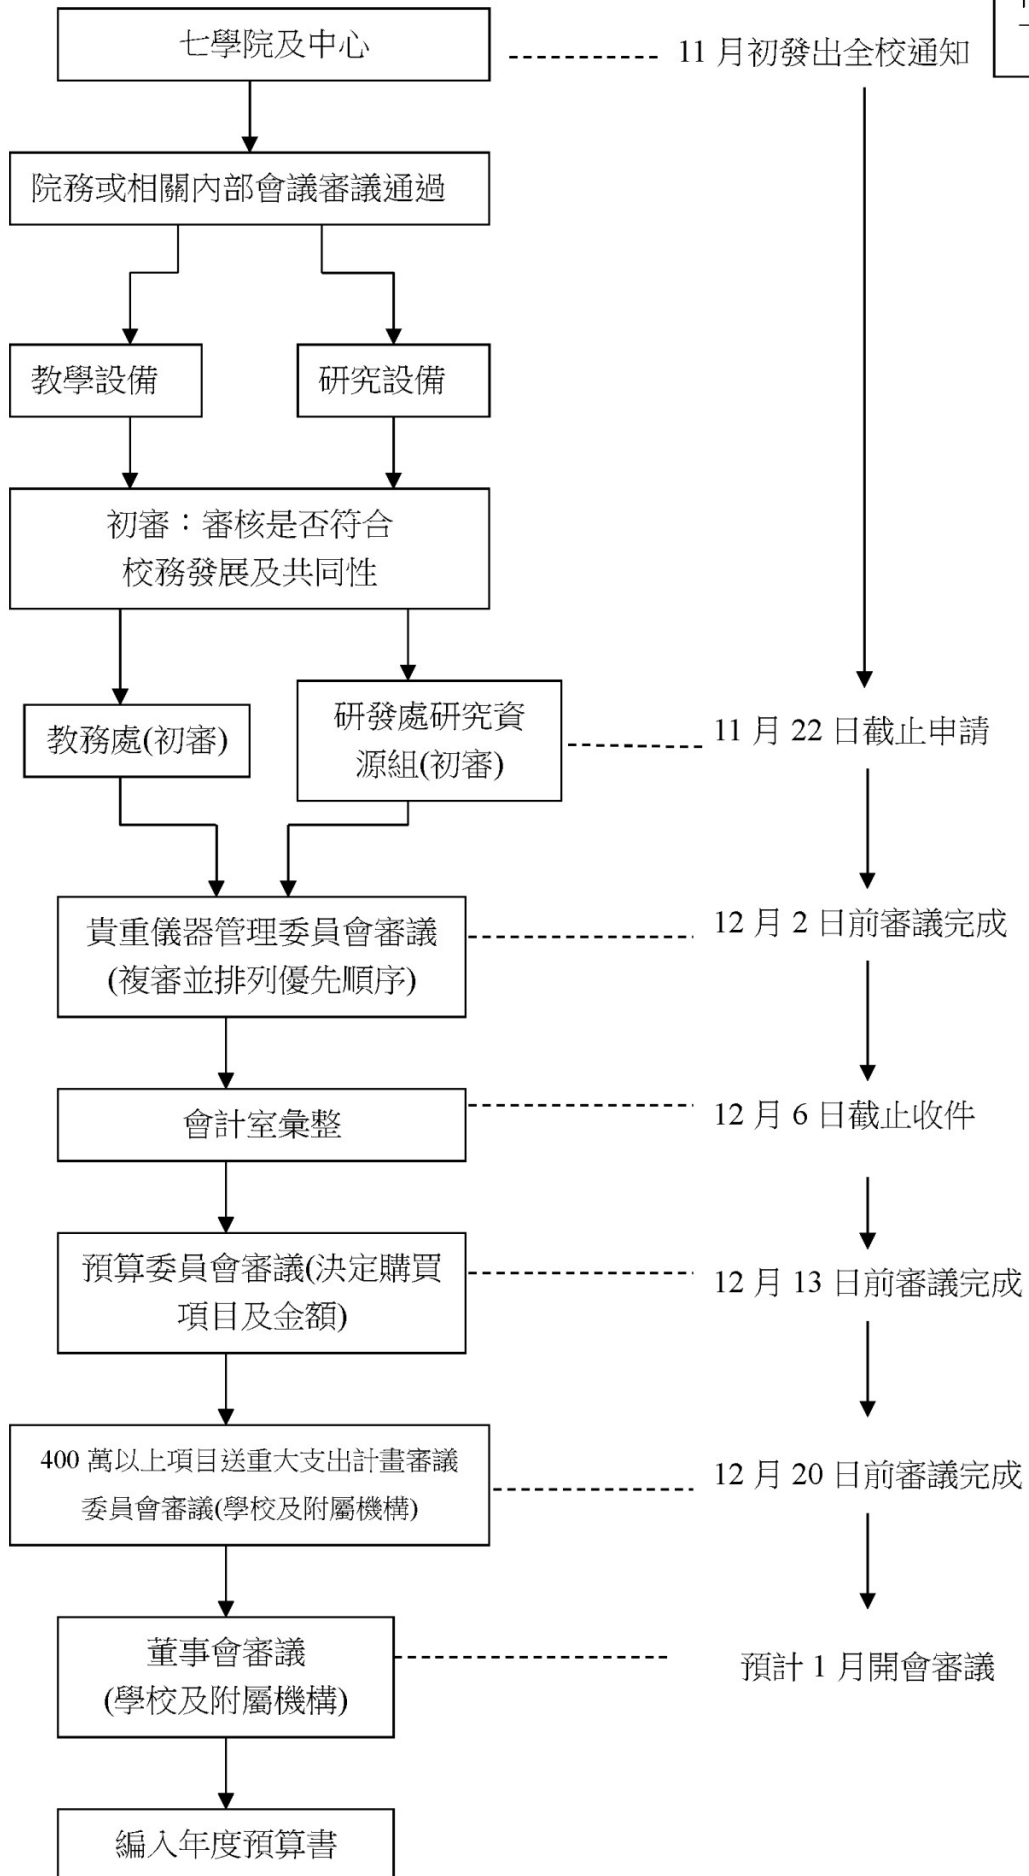 七學院及中心
11 月初發出全校通知
院務或相關內部會議審議通過
教學設備
研究設備
初審：審核是否符合
校務發展及共同性
教務處(初審)
研發處研究資
源組(初審)
11 月 22 日截止申請
貴重儀器管理委員會審議
(複審並排列優先順序)
12 月 2 日前審議完成
會計室彙整
12 月 6 日截止收件
預算委員會審議(決定購買
項目及金額)
12 月 13 日前審議完成
400 萬以上項目送重大支出計畫審議
委員會審議(學校及附屬機構)
12 月 20 日前審議完成
董事會審議
(學校及附屬機構)
預計 1 月開會審議
編入年度預算書